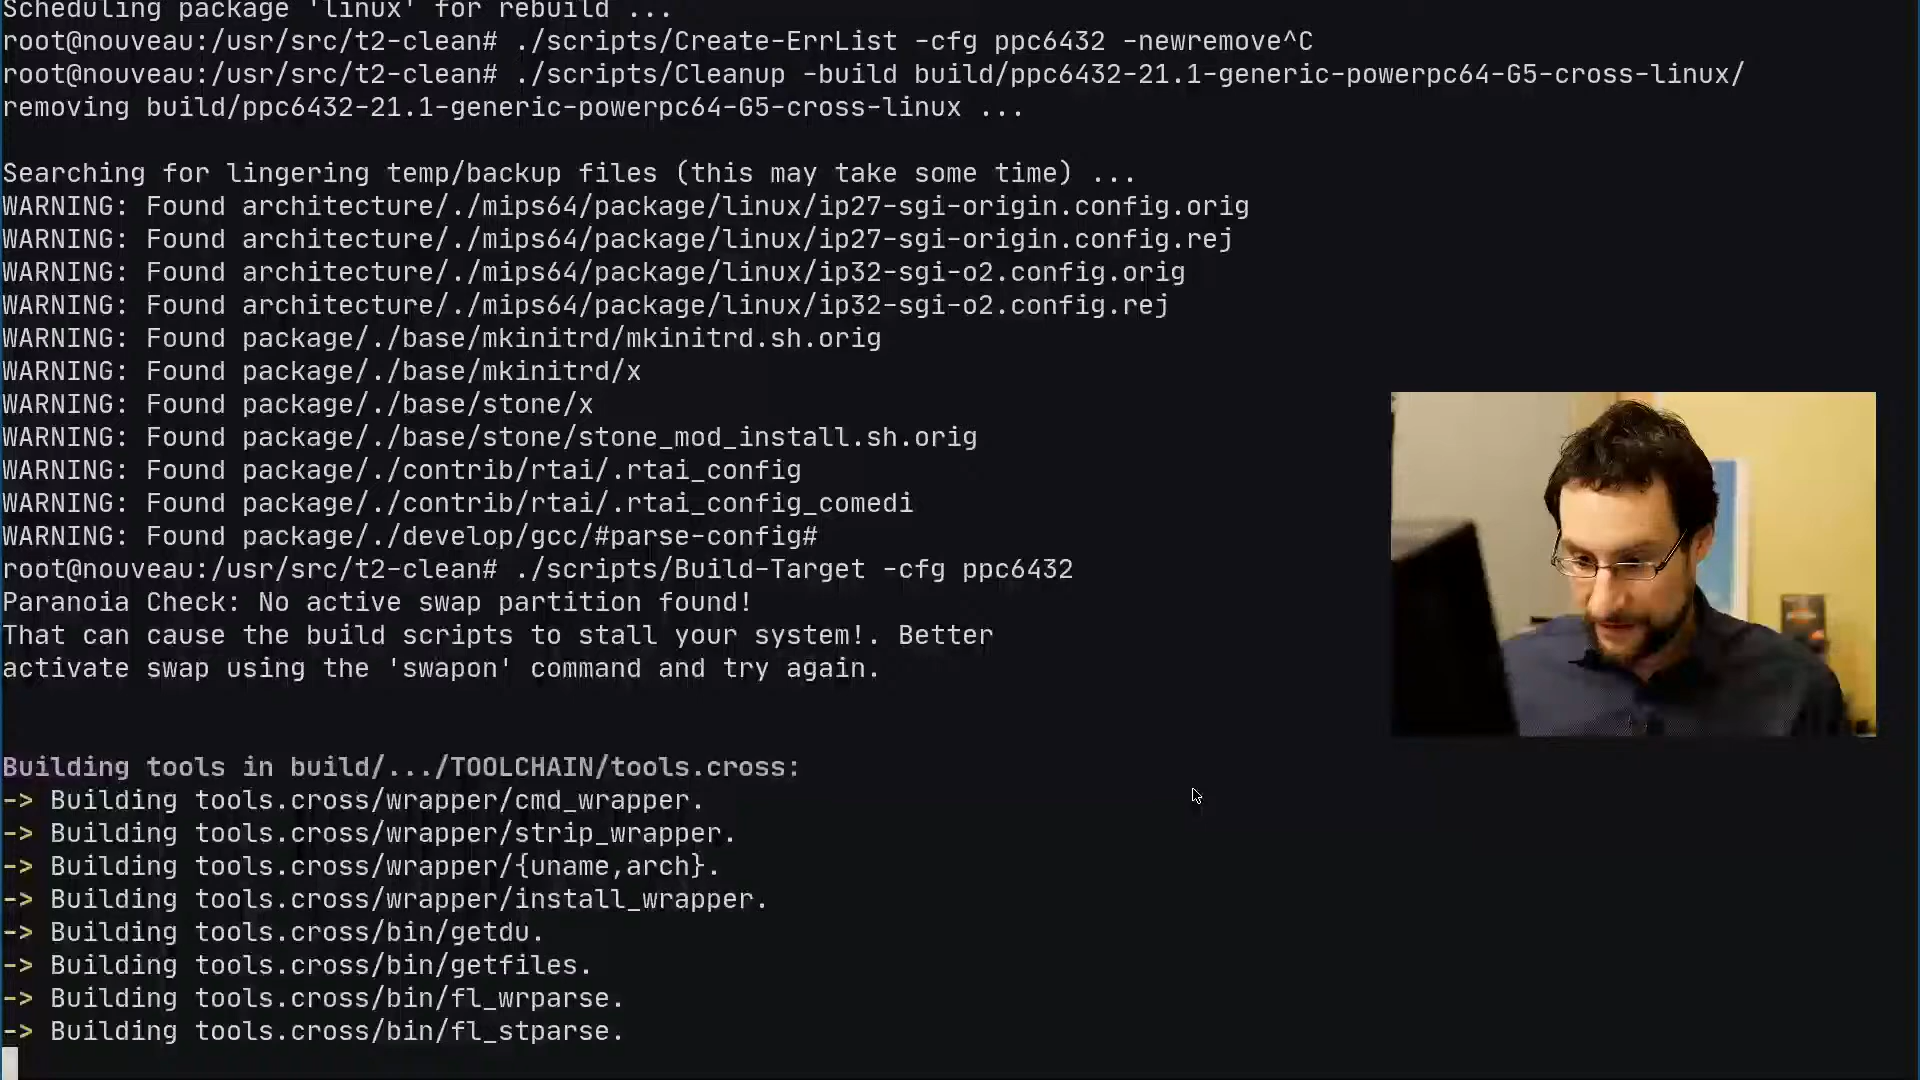 Scheduling package 'linux' for rebuild ...
root@nouveau:/usr/src/t2-clean# ./scripts/Create-ErrList -cfg ppc6432 -newremove^C
root@nouveau:/usr/src/t2-clean# ./scripts/Cleanup -build build/ppc6432-21.1-generic-powerpc64-G5-cross-linux/
removing build/ppc6432-21.1-generic-powerpc64-G5-cross-linux ...
Searching for lingering temp/backup files (this may take some time) ...
WARNING: Found architecture/./mips64/package/linux/ip27-sgi-origin.config.orig
WARNING: Found architecture/./mips64/package/linux/ip27-sgi-origin.config.rej
WARNING: Found architecture/./mips64/package/linux/ip32-sgi-o2.config.orig
WARNING: Found architecture/./mips64/package/linux/ip32-sgi-o2.config.rej
WARNING: Found package/./base/mkinitrd/mkinitrd.sh.orig
WARNING: Found package/./base/mkinitrd/x
WARNING: Found package/./base/stone/x
WARNING: Found package/./base/stone/stone_mod_install.sh.orig
WARNING: Found package/./contrib/rtai/.rtai_config
WARNING: Found package/./contrib/rtai/.rtai_config_comedi
WARNING: Found package/./develop/gcc/#parse-config#
root@nouveau:/usr/src/t2-clean# ./scripts/Build-Target -cfg ppc6432
Paranoia Check: No active swap partition found!
That can cause the build scripts to stall your system!. Better
activate swap using the 'swapon' command and try again.
Building tools in build/.../TOOLCHAIN/tools.cross:
-> Building tools.cross/wrapper/cmd_wrapper.
-> Building tools.cross/wrapper/strip_wrapper.
-> Building tools.cross/wrapper/{uname,arch}.
-> Building tools.cross/wrapper/install_wrapper.
-> Building tools.cross/bin/getdu.
-> Building tools.cross/bin/getfiles.
-> Building tools.cross/bin/fl_wrparse.
-> Building tools.cross/bin/fl_stparse.